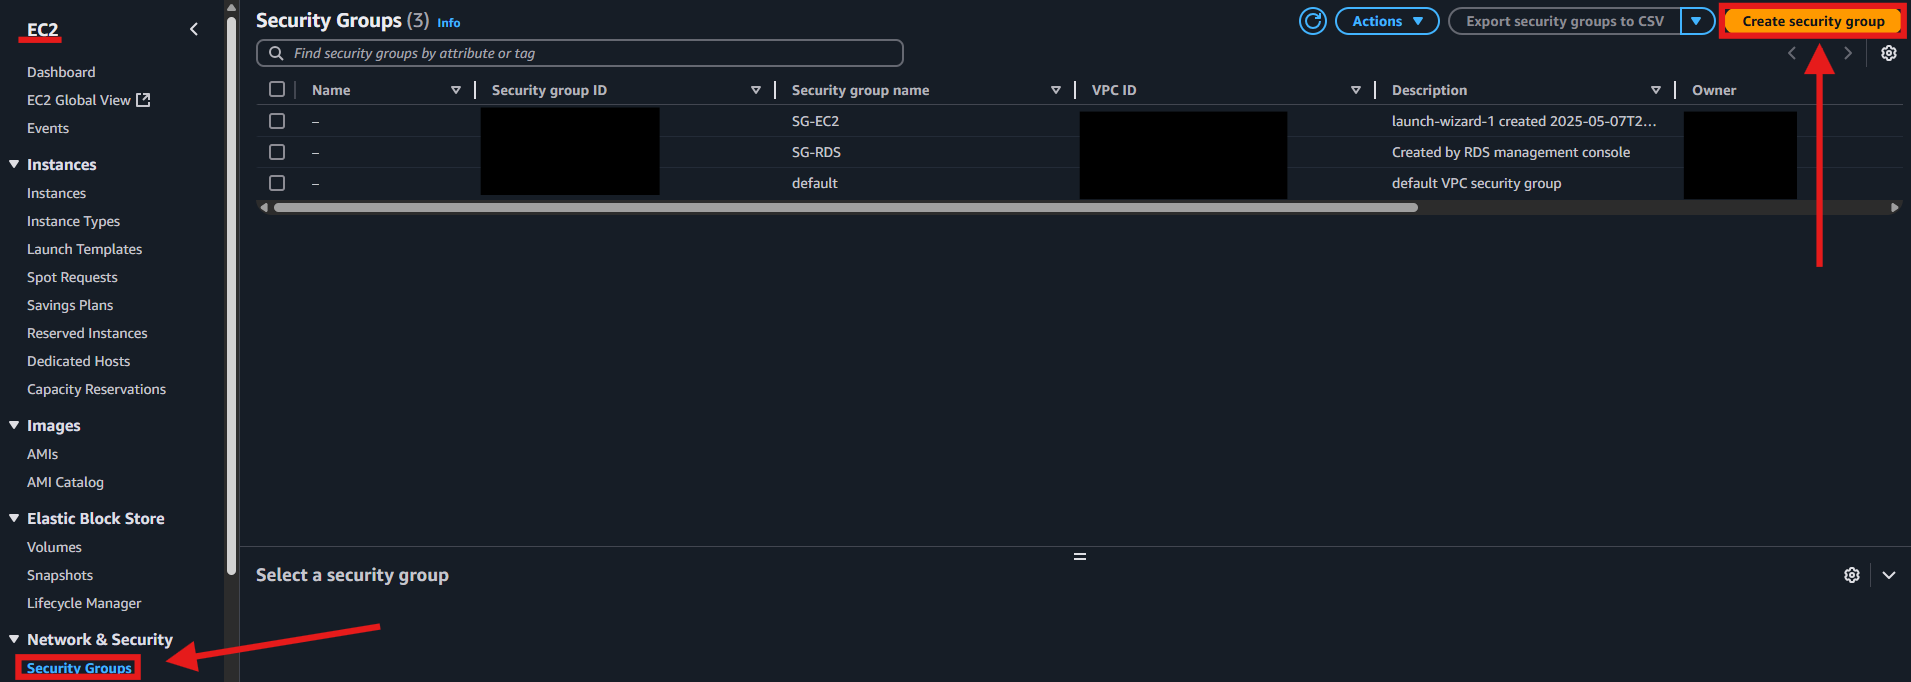 EC2
Dashboard
EC2 Global View
Events
Instances
Instances
Instance Types
Launch Templates
Spot Requests
Savings Plans
Reserved Instances
Dedicated Hosts
Capacity Reservations
Images
AMIs
AMI Catalog
Elastic Block Store
Volumes
Snapshots
Lifecycle Manager
Network & Security
Security Groups
Security Groups (3) Info
Actions
Export security groups to CSV
Create security group
Find security groups by attribute or tag
Name Security group ID Security group name VPC ID Description Owner
– SG-EC2 launch-wizard-1 created 2025-05-07T2...
– SG-RDS Created by RDS management console
– default default VPC security group
Select a security group